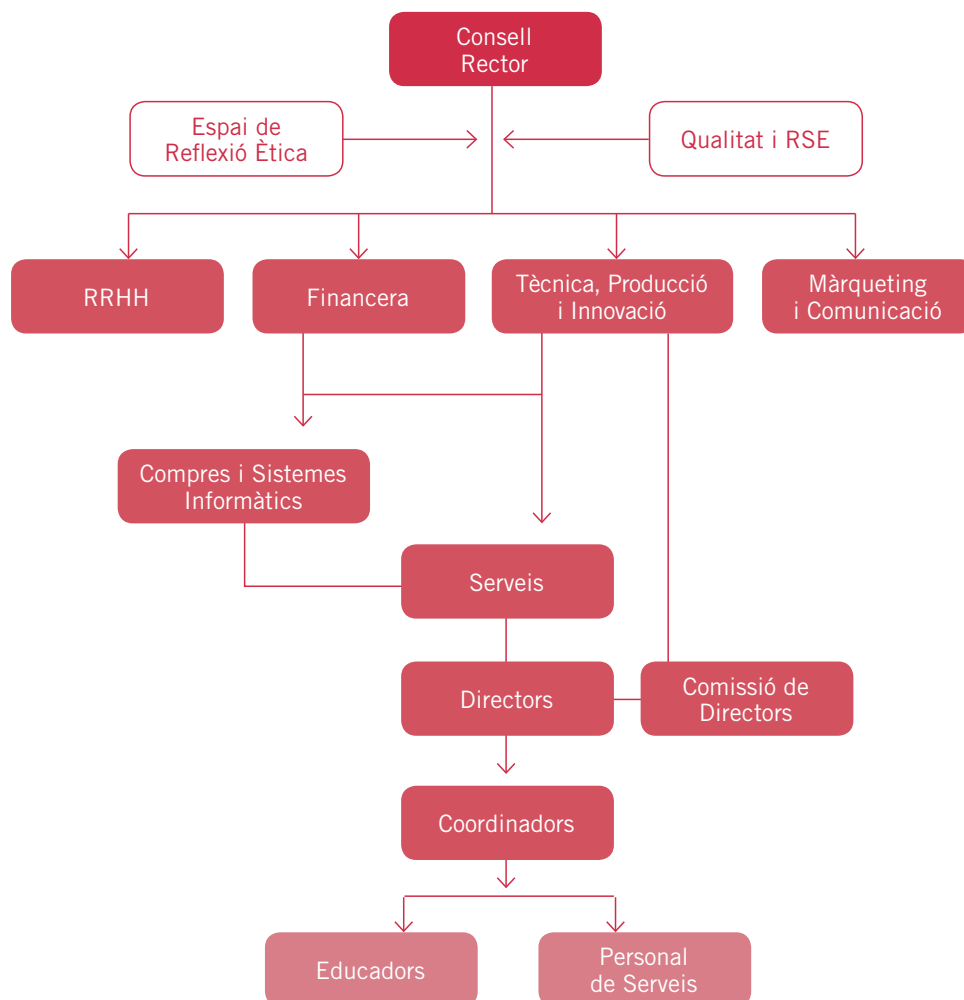 Consell
Rector
Espai de
Reflexió Ètica
Qualitat i RSE
RRHH
Financera
Tècnica, Producció
i Innovació
Màrqueting
i Comunicació
Compres i Sistemes
Informàtics
Serveis
Directors
Comissió de
Directors
Coordinadors
Educadors
Personal
de Serveis